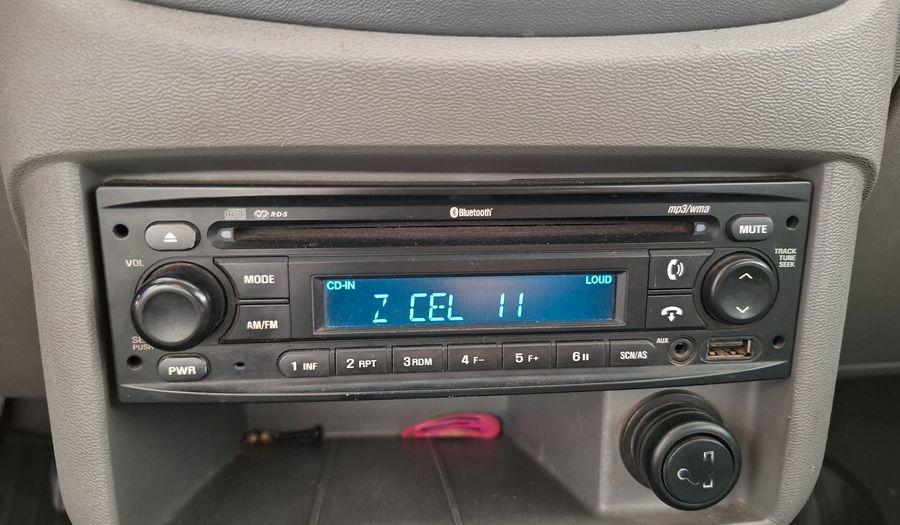 RDS
Bluetooth
mp3/wma
MUTE
VOL
MODE
TRACK
TUNE
SEEK
CD-IN
LOUD
Z CEL 11
AM/FM
PUSH
PWR
1 INF
2 RPT
3 RDM
4 F-
5 F+
6 II
SCN/AS
AUX